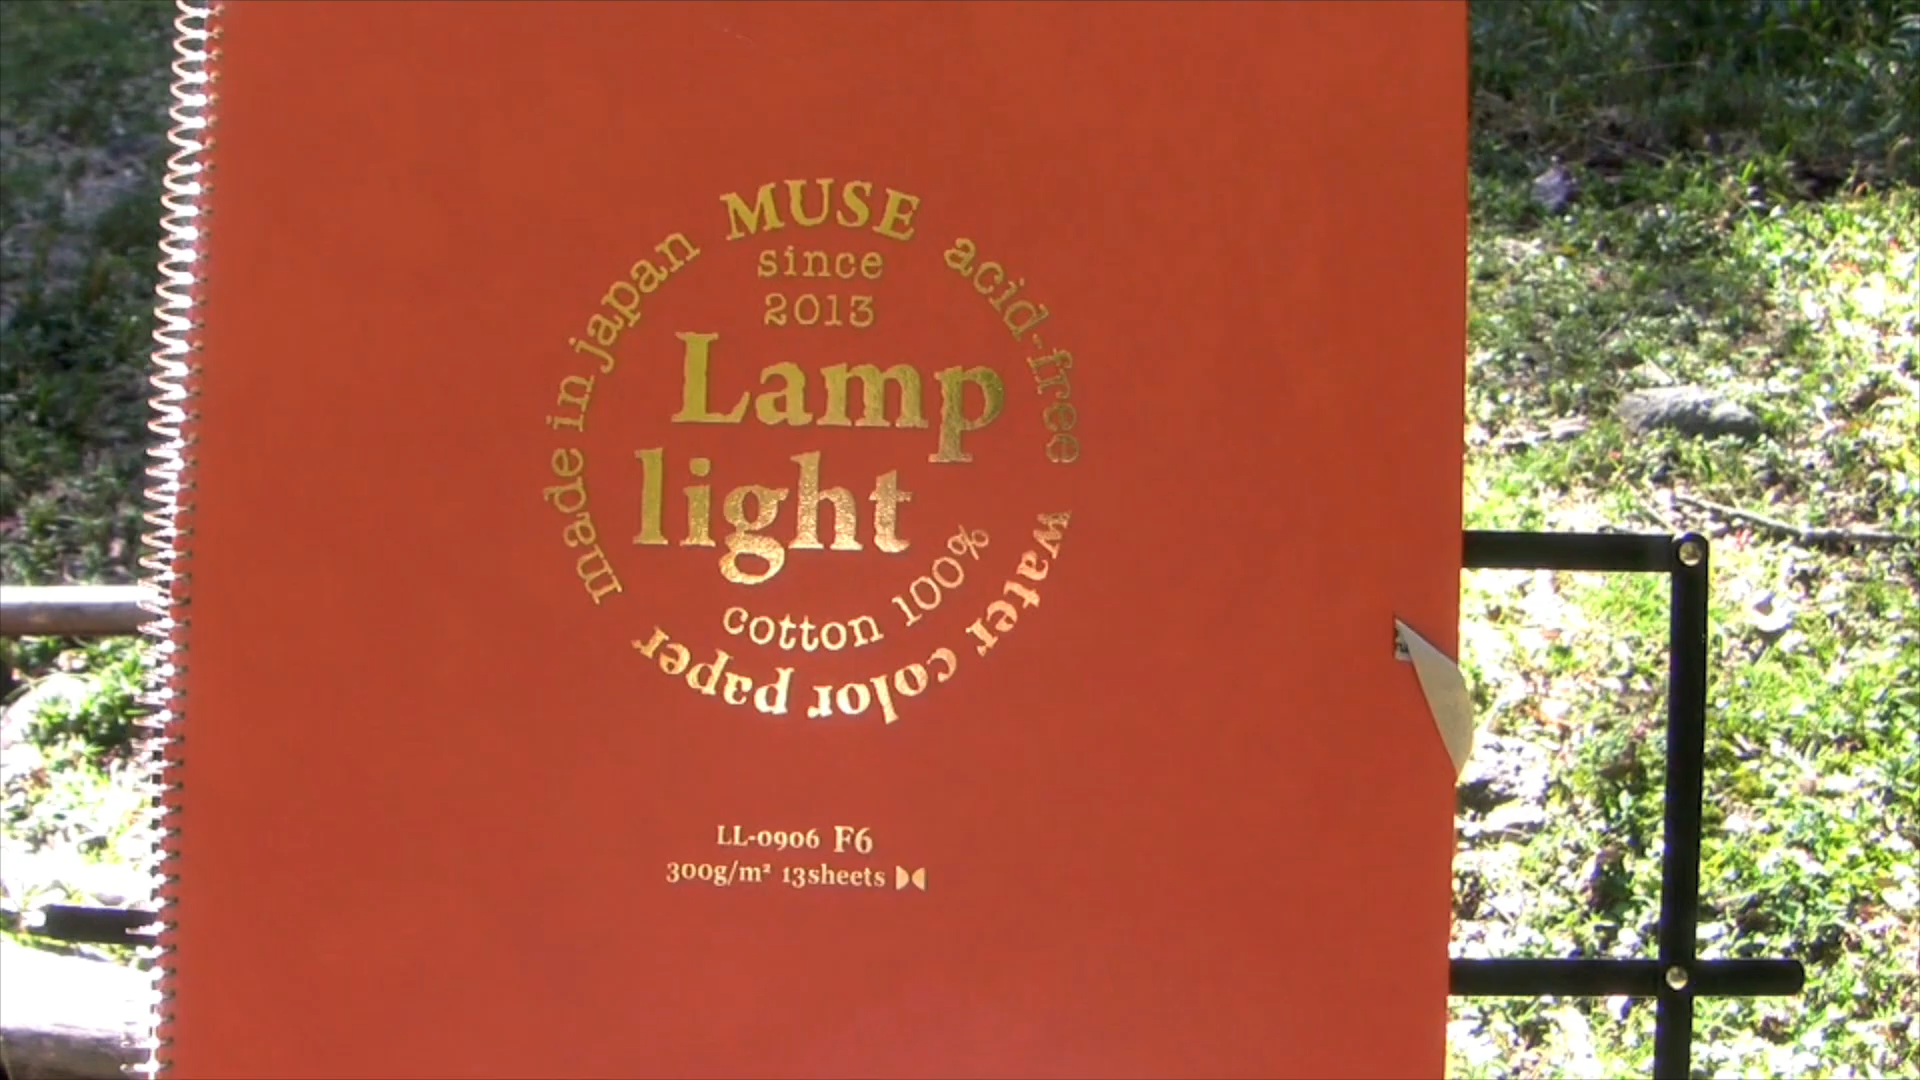 MUSE
since
2013
Lamp
light
cotton 100%
made in japan
acid-free
water color paper
LL-0906 F6
300g/m² 13sheets